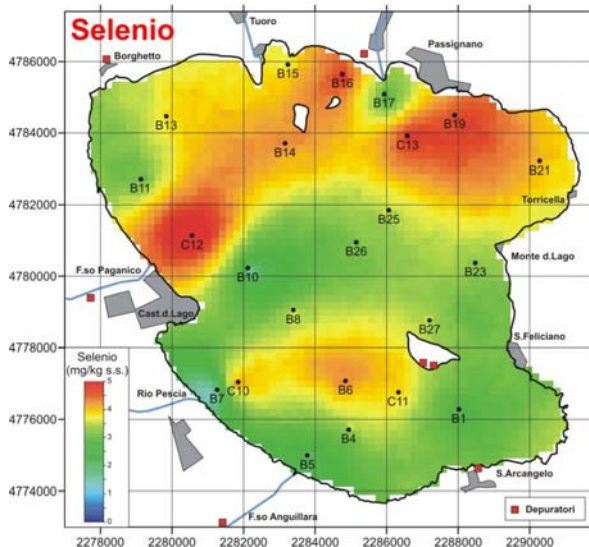 Selenio
Tuoro
Passignano
Borghetto
4786000
4784000
4782000
4780000
4778000
4776000
4774000
B15
B16
B17
B13
B19
C13
B14
B21
B11
Torricella
B25
C12
B26
B10
B23
Monte d.Lago
F.so Paganico
Cast.d.Lago
B8
B27
S.Feliciano
Selenio
(mg/kg s.s.)
5
4
3
2
1
0
Rio Pescia
B7
C10
B6
C11
B1
B4
B5
S.Arcangelo
F.so Anguillara
Depuratori
2278000 2280000 2282000 2284000 2286000 2288000 2290000